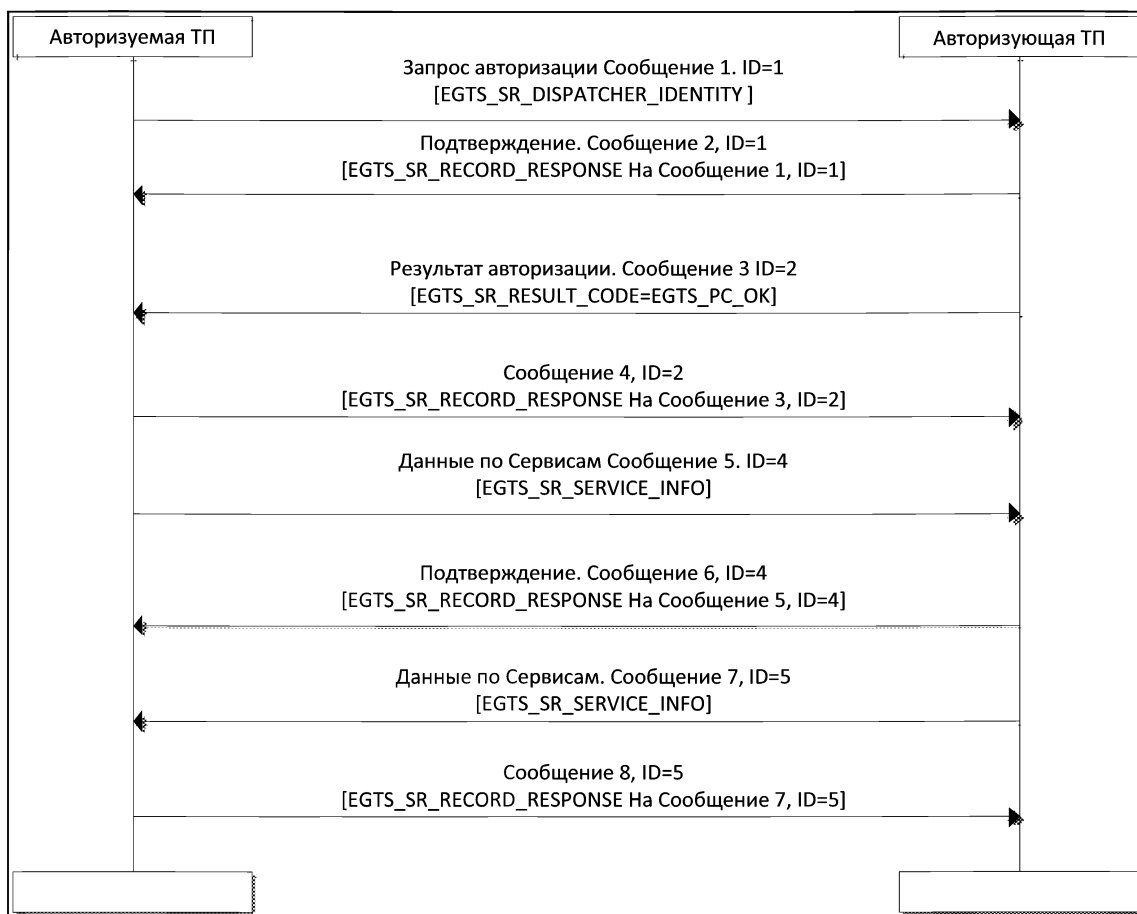 Авторизуемая ТП
Авторизующая ТП
Запрос авторизации Сообщение 1. ID=1
[EGTS_SR_DISPATCHER_IDENTITY ]
Подтверждение. Сообщение 2, ID=1
[EGTS_SR_RECORD_RESPONSE На Сообщение 1, ID=1]
Результат авторизации. Сообщение 3 ID=2
[EGTS_SR_RESULT_CODE=EGTS_PC_OK]
Сообщение 4, ID=2
[EGTS_SR_RECORD_RESPONSE На Сообщение 3, ID=2]
Данные по Сервисам Сообщение 5. ID=4
[EGTS_SR_SERVICE_INFO]
Подтверждение. Сообщение 6, ID=4
[EGTS_SR_RECORD_RESPONSE На Сообщение 5, ID=4]
Данные по Сервисам. Сообщение 7, ID=5
[EGTS_SR_SERVICE_INFO]
Сообщение 8, ID=5
[EGTS_SR_RECORD_RESPONSE На Сообщение 7, ID=5]